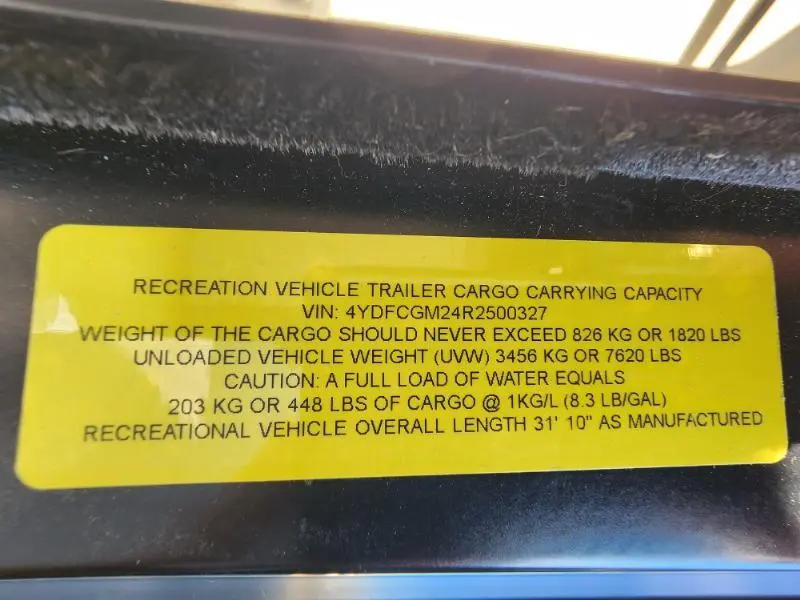 RECREATION VEHICLE TRAILER CARGO CARRYING CAPACITY
VIN: 4YDFCGM24R2500327
WEIGHT OF THE CARGO SHOULD NEVER EXCEED 826 KG OR 1820 LBS
UNLOADED VEHICLE WEIGHT (UVW) 3456 KG OR 7620 LBS
CAUTION: A FULL LOAD OF WATER EQUALS
203 KG OR 448 LBS OF CARGO @ 1KG/L (8.3 LB/GAL)
RECREATIONAL VEHICLE OVERALL LENGTH 31' 10" AS MANUFACTURED